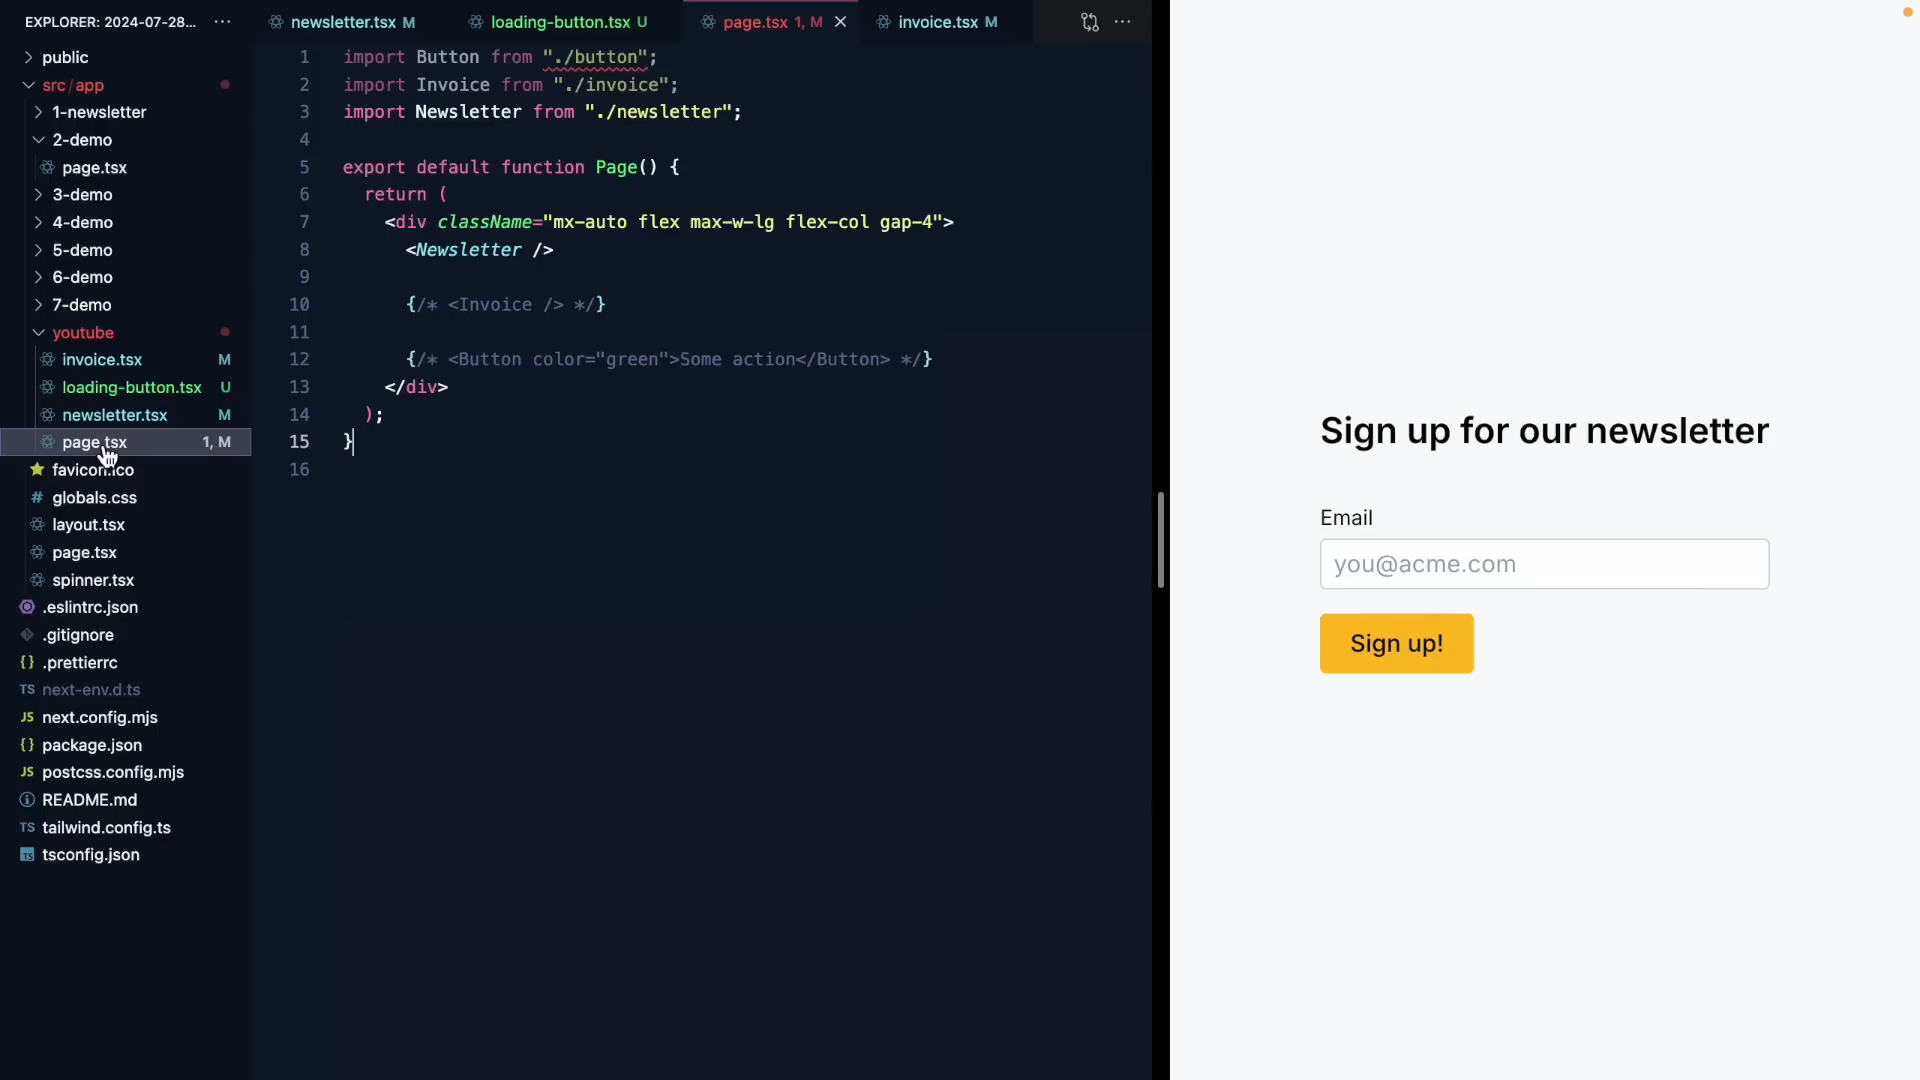 EXPLORER: 2024-07-28...
public
src / app
1-newsletter
2-demo
page.tsx
3-demo
4-demo
5-demo
6-demo
7-demo
youtube
invoice.tsx M
loading-button.tsx U
newsletter.tsx M
page.tsx 1, M
favicon.ico
globals.css
layout.tsx
page.tsx
spinner.tsx
.eslintrc.json
.gitignore
.prettierrc
TS next-env.d.ts
JS next.config.mjs
package.json
JS postcss.config.mjs
README.md
TS tailwind.config.ts
tsconfig.json
newsletter.tsx M
loading-button.tsx U
page.tsx 1, M
invoice.tsx M
1 import Button from "./button";
2 import Invoice from "./invoice";
3 import Newsletter from "./newsletter";
4
5 export default function Page() {
6 return (
7 <div className="mx-auto flex max-w-lg flex-col gap-4">
8 <Newsletter />
9
10 {/* <Invoice /> */}
11
12 {/* <Button color="green">Some action</Button> */}
13 </div>
14 );
15 }
16
Sign up for our newsletter
Email
you@acme.com
Sign up!